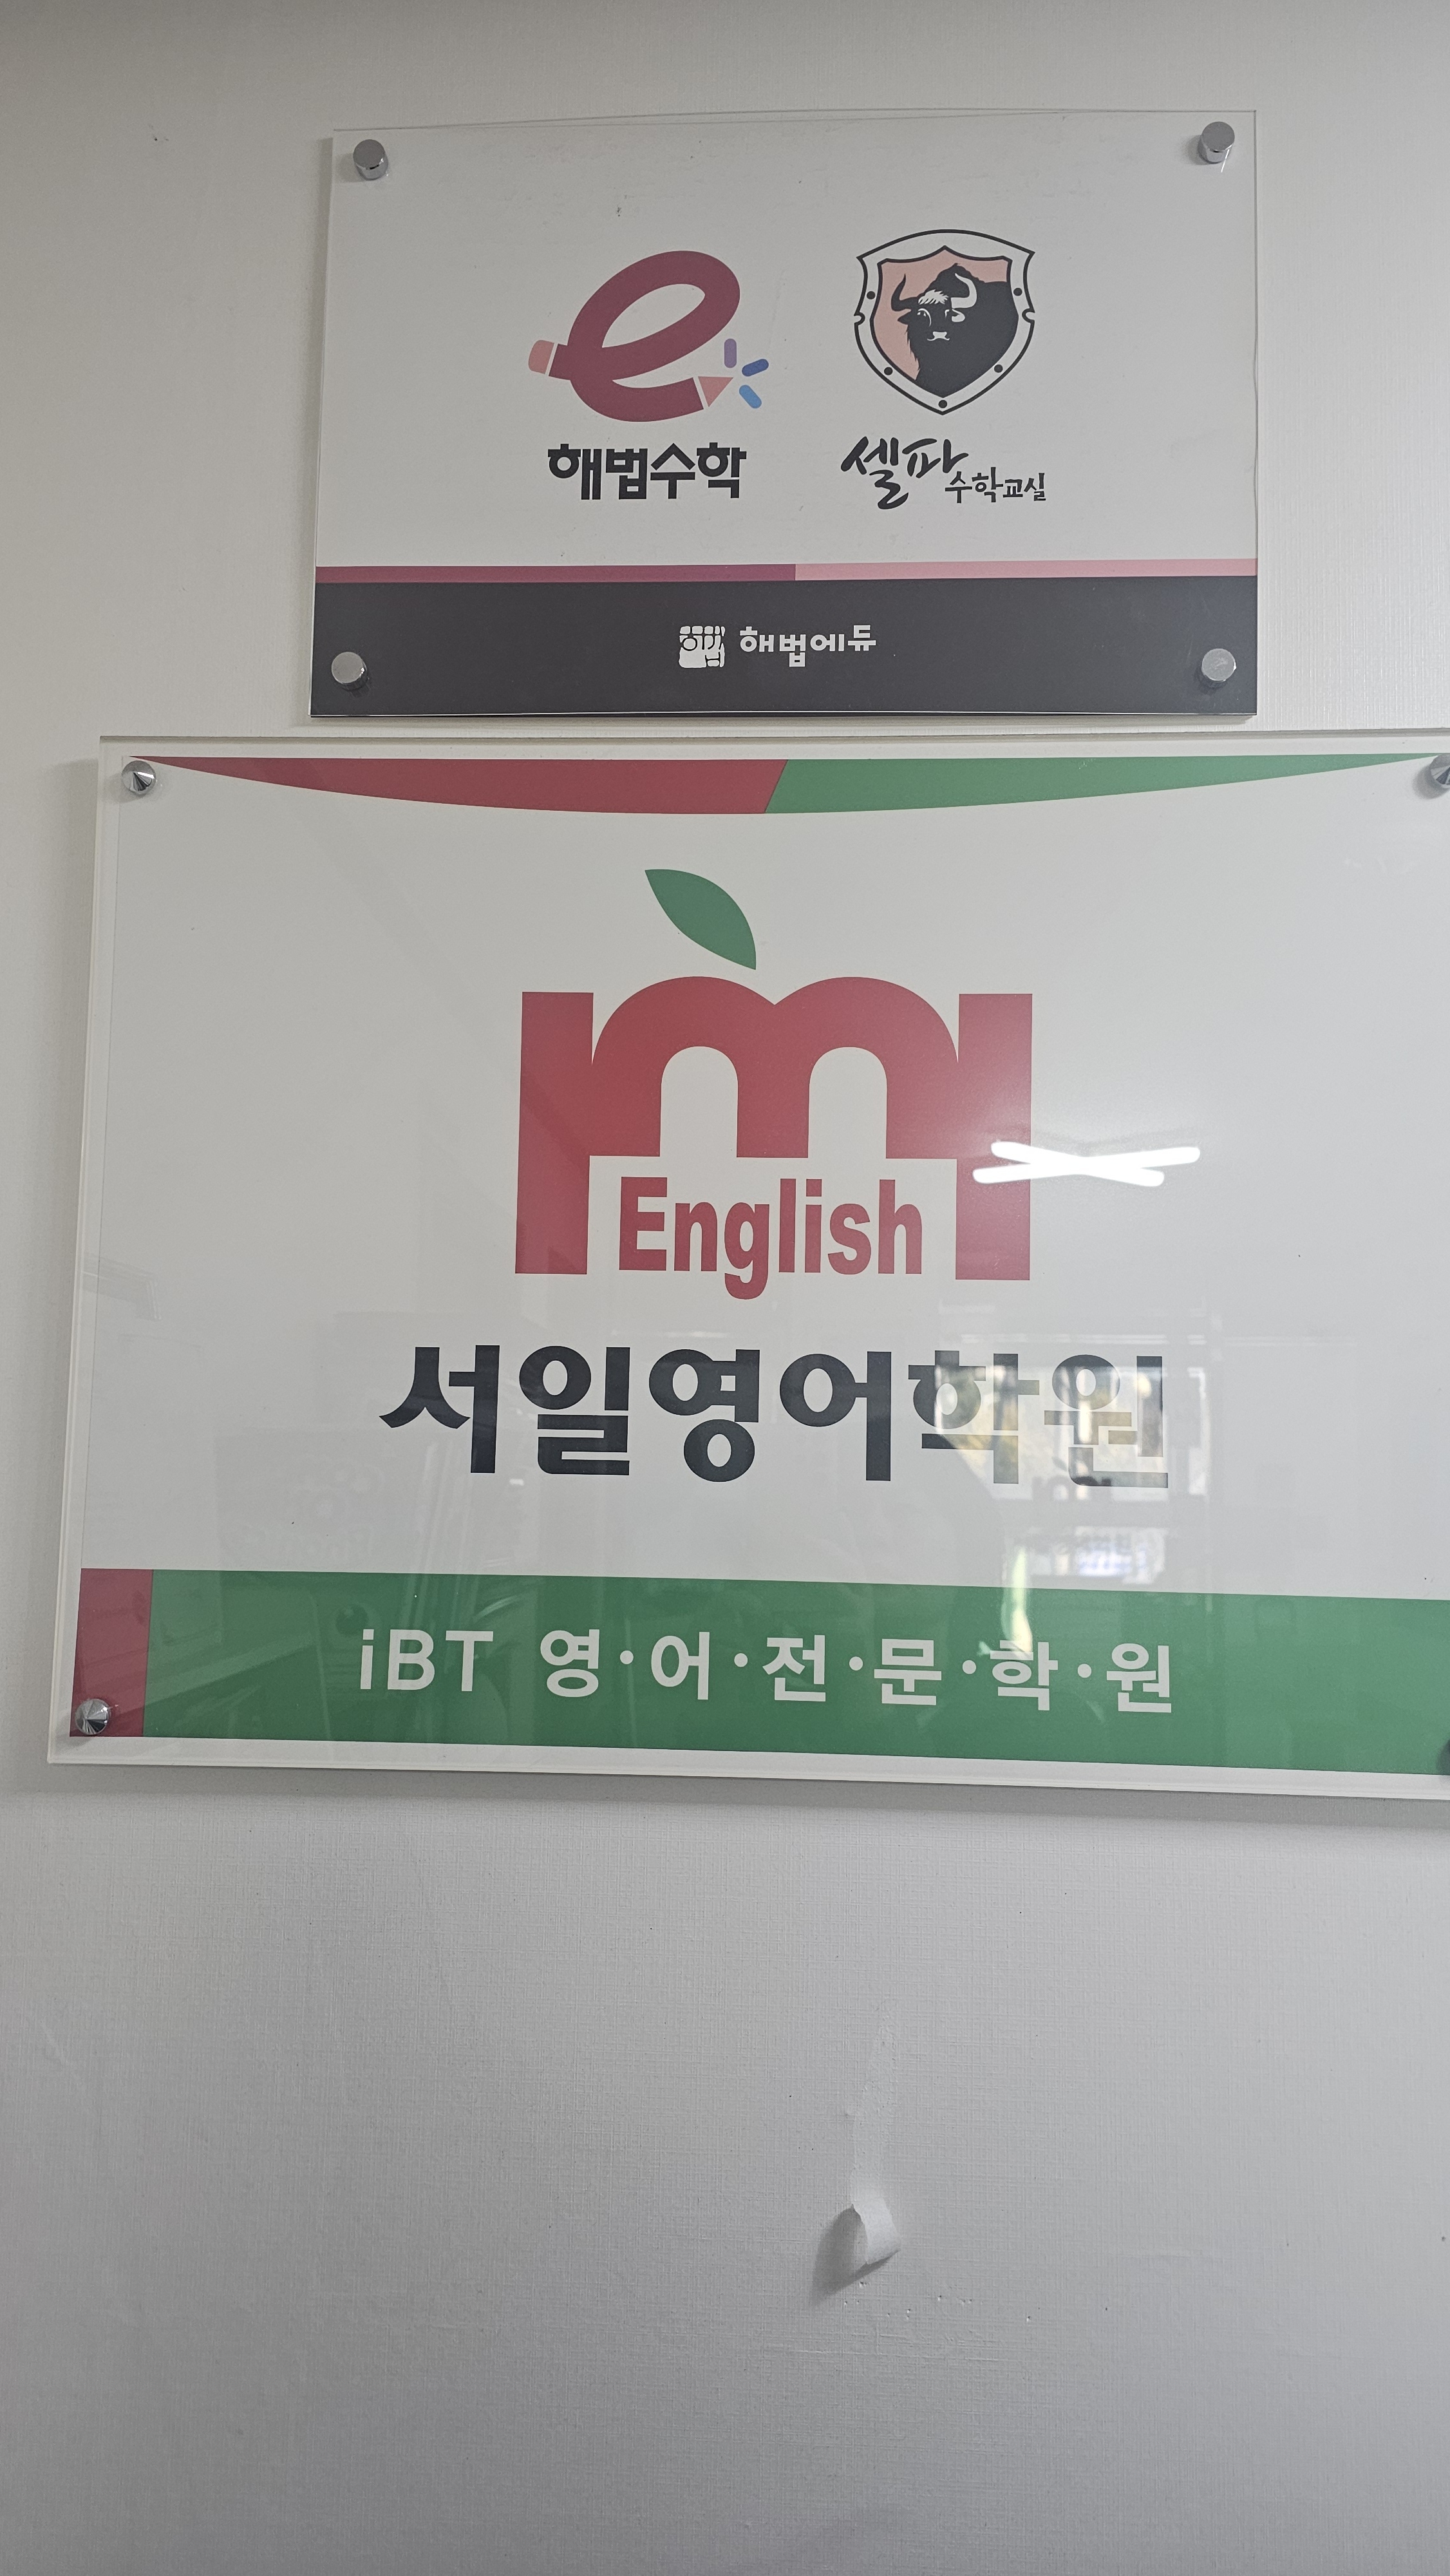 해법수학
셀파수학교실
해법에듀
English
서일영어학원
iBT 영·어·전·문·학·원